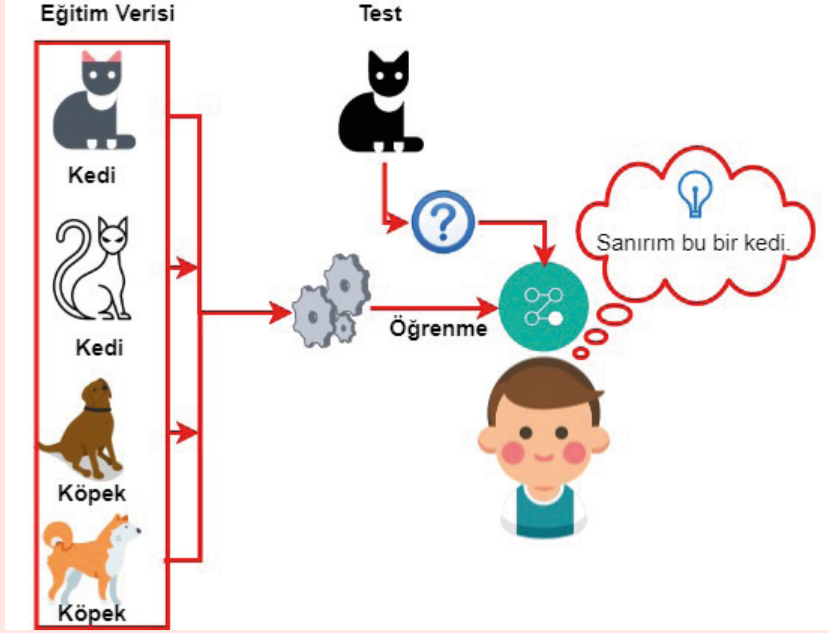 Eğitim Verisi
Test
Kedi
?
Sanırım bu bir kedi.
Öğrenme
Kedi
Köpek
Köpek